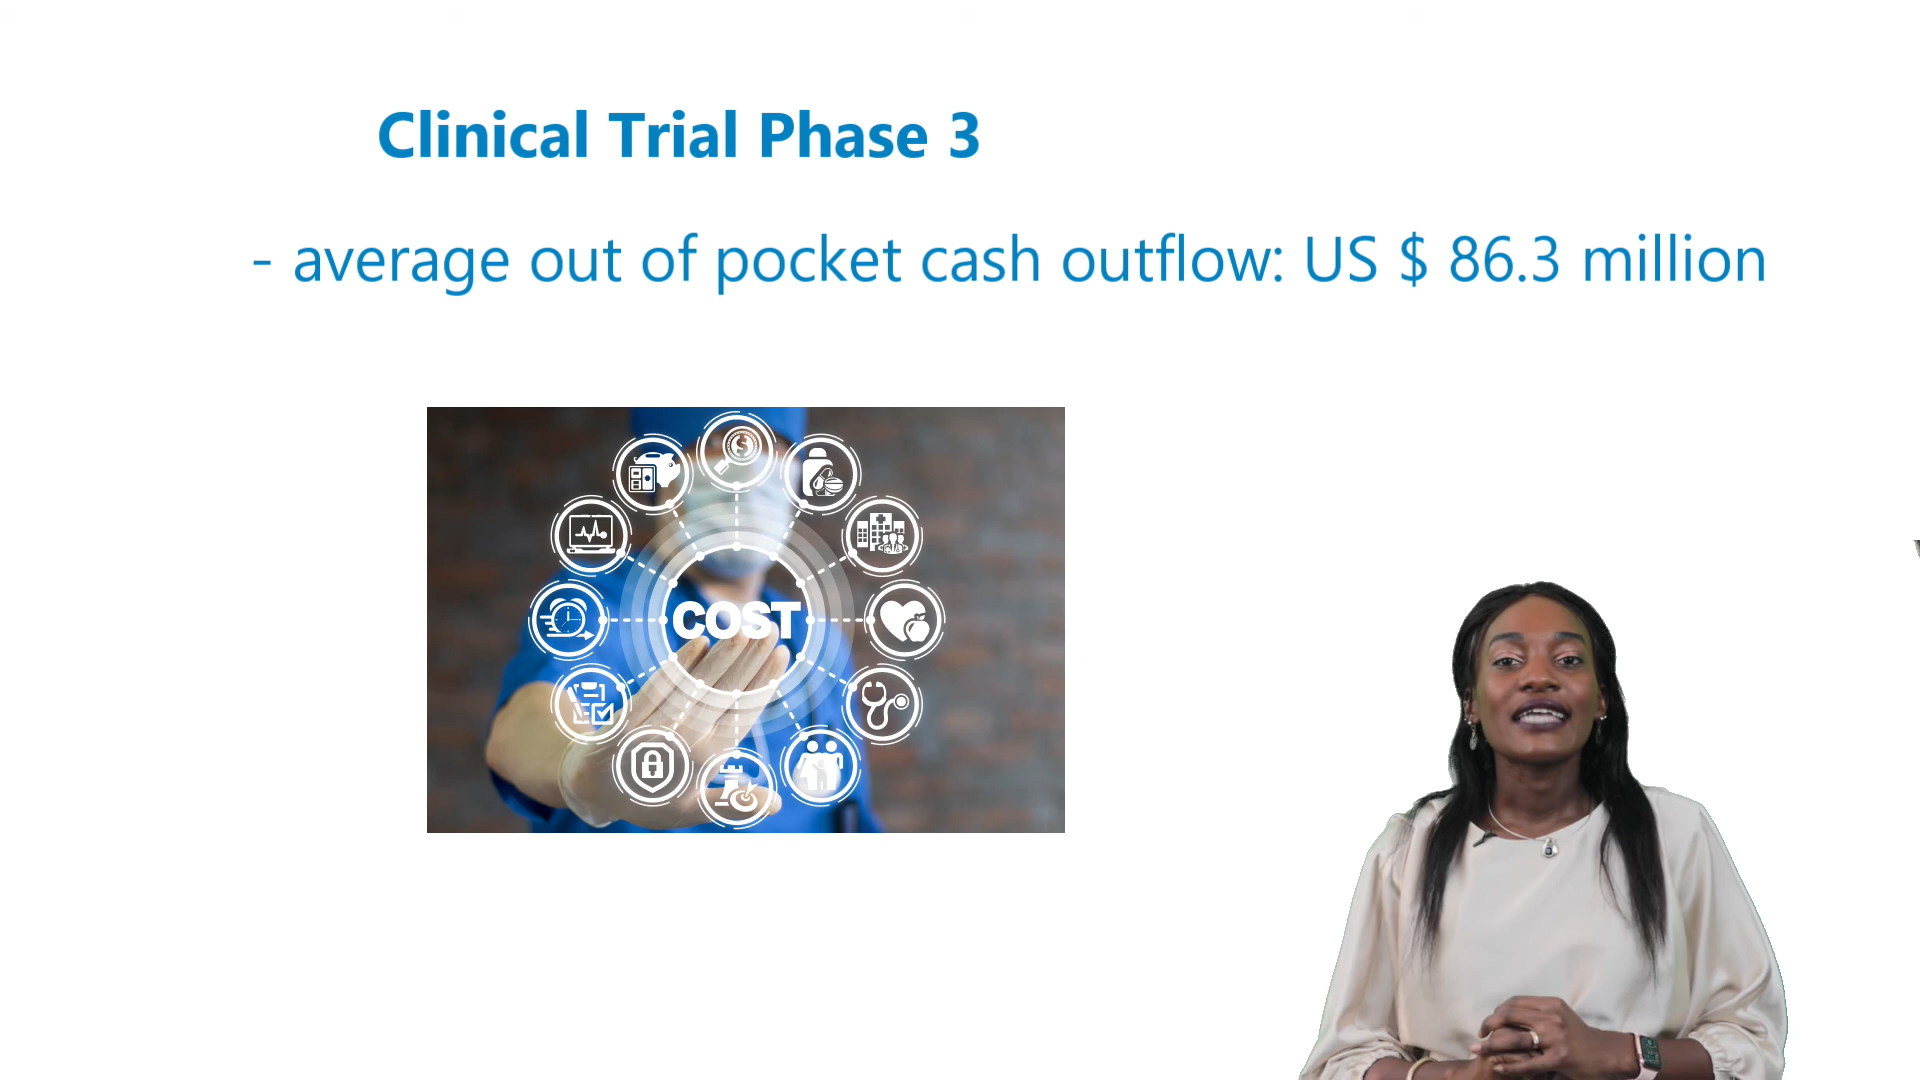 Clinical Trial Phase 3
- average out of pocket cash outflow: US $ 86.3 million
COST